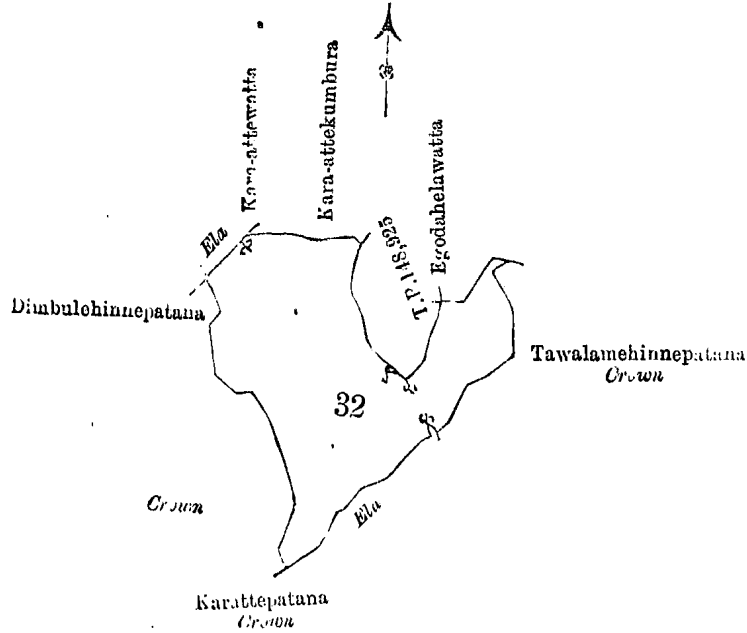 Kara-attewatta
Kara-attekumbura
Ela
T.P.148,925
Egodahelawatta
Dimbulehinnepatana
Tawalamehinnepatana
Crown
32
Crown
Ela
Karattepatana
Crown